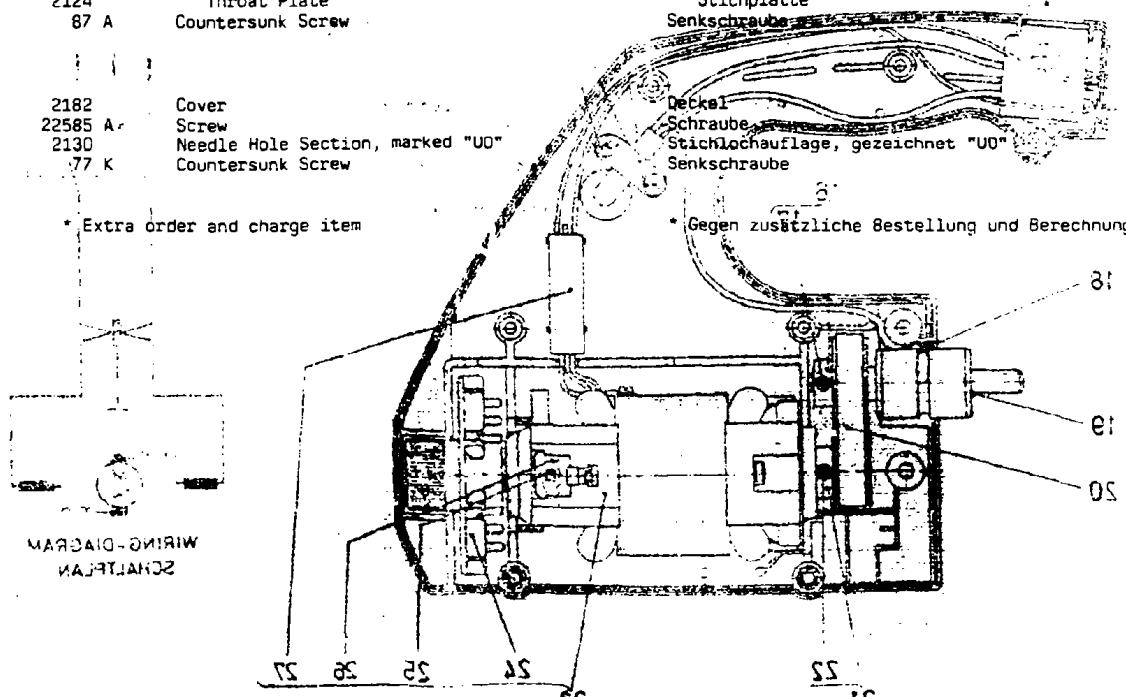 2124 Throat Plate Stichplatte
87 A Countersunk Screw Senkschraube
2182 Cover Deckel
22585 A Screw Schraube
2130 Needle Hole Section, marked "UO" Stichlochauflage, gezeichnet "UO"
77 K Countersunk Screw Senkschraube
* Extra order and charge item * Gegen zusätzliche Bestellung und Berechnung
18
19
20
WIRING-DIAGRAM
SCHALTPLAN
27 26 25 24 22